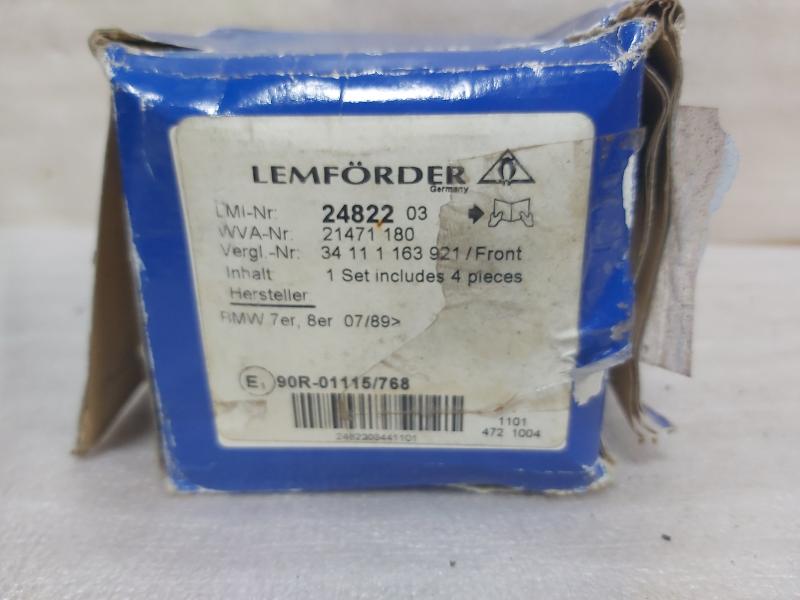 LEMFÖRDER
Germany
LMI-Nr: 24822 03
WVA-Nr. 21471 180
Vergl.-Nr: 34 11 1 163 921 / Front
Inhalt 1 Set includes 4 pieces
Hersteller
BMW 7er, 8er 07/89>
E1 90R-01115/768
2482203441101
1101
472 1004